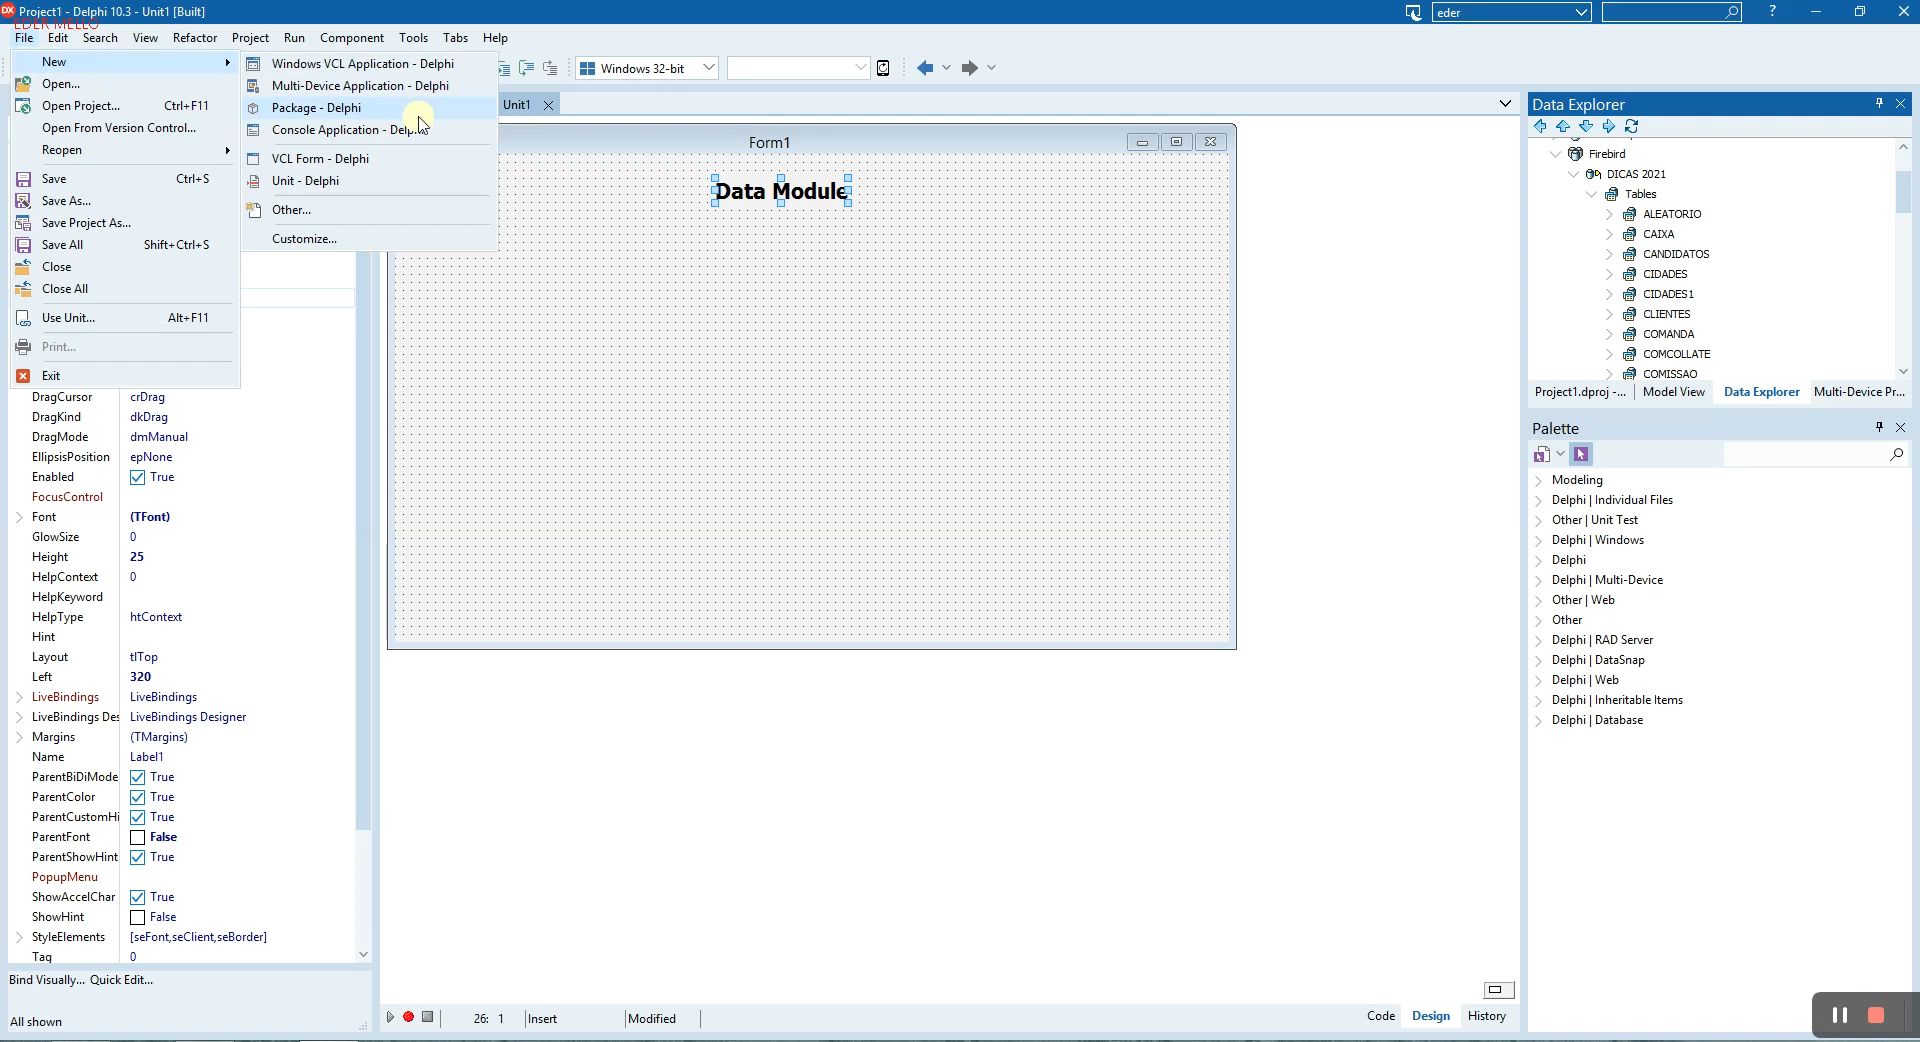 Project1 - Delphi 10.3 - Unit1 [Built]
eder
EDER MELLO
File Edit Search View Refactor Project Run Component Tools Tabs Help
New
Open...
Open Project... Ctrl+F11
Open From Version Control...
Reopen
Save Ctrl+S
Save As...
Save Project As...
Save All Shift+Ctrl+S
Close
Close All
Use Unit... Alt+F11
Print...
Exit
Windows VCL Application - Delphi
Multi-Device Application - Delphi
Package - Delphi
Console Application -
VCL Form - Delphi
Unit - Delphi
Other...
Customize...
Windows 32-bit
Unit1
Form1
Data Module
DragCursor crDrag
DragKind dkDrag
DragMode dmManual
EllipsisPosition epNone
Enabled True
FocusControl
Font (TFont)
GlowSize 0
Height 25
HelpContext 0
HelpKeyword
HelpType htContext
Hint
Layout tlTop
Left 320
LiveBindings LiveBindings
LiveBindings Des LiveBindings Designer
Margins (TMargins)
Name Label1
ParentBiDiMode True
ParentColor True
ParentCustomHi True
ParentFont False
ParentShowHint True
PopupMenu
ShowAccelChar True
ShowHint False
StyleElements [seFont,seClient,seBorder]
Tag 0
Bind Visually... Quick Edit...
All shown
26: 1 Insert Modified
Code Design History
Data Explorer
Firebird
DICAS 2021
Tables
ALEATORIO
CAIXA
CANDIDATOS
CIDADES
CIDADES1
CLIENTES
COMANDA
COMCOLLATE
COMISSAO
Project1.dproj -... Model View Data Explorer Multi-Device Pr...
Palette
Modeling
Delphi | Individual Files
Other | Unit Test
Delphi | Windows
Delphi
Delphi | Multi-Device
Other | Web
Other
Delphi | RAD Server
Delphi | DataSnap
Delphi | Web
Delphi | Inheritable Items
Delphi | Database